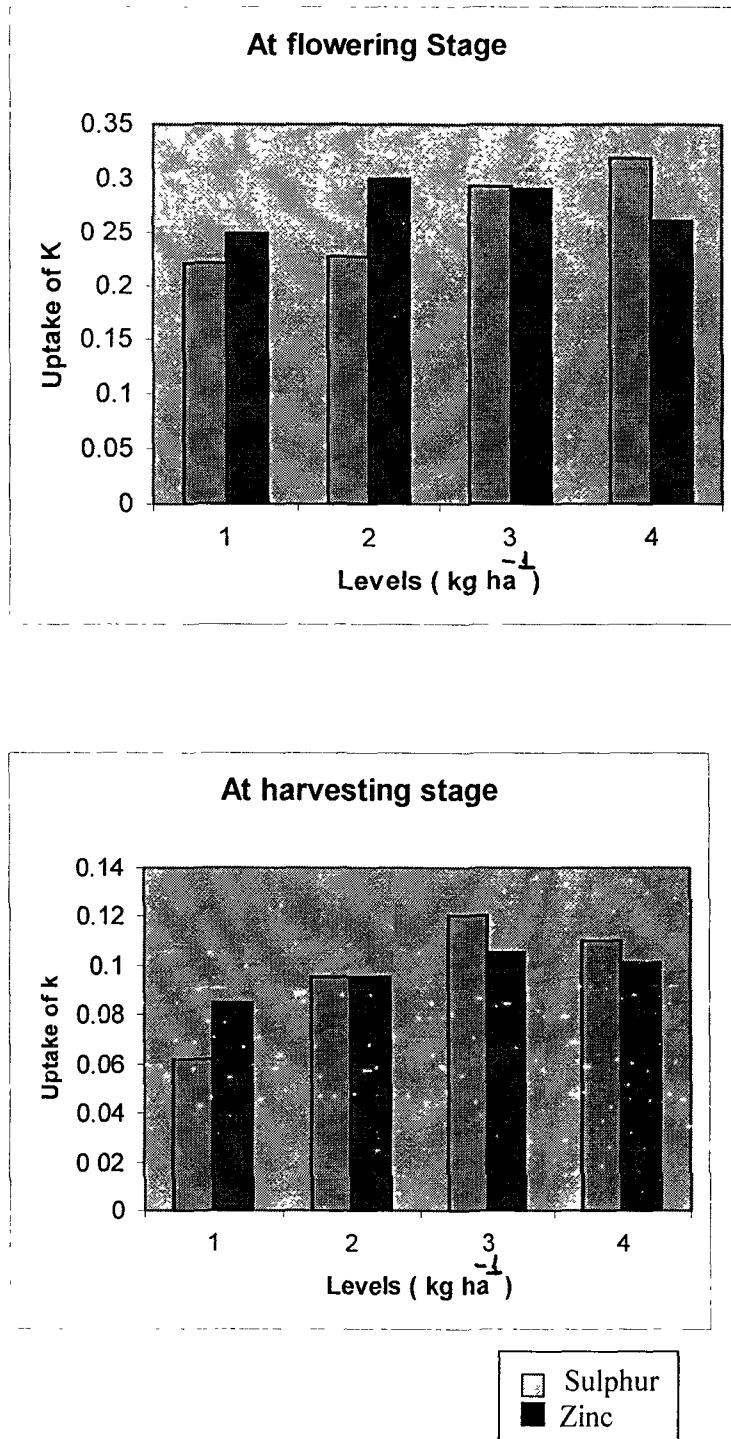 At flowering Stage
0.35
0.3
0 25
0.2
0.15
0.1
0.05
0
Uptake of K
1 2 3 4
Levels ( kg ha⁻¹)
At harvesting stage
0.14
0.12
0.1
0.08
0.06
0.04
0 02
0
Uptake of k
1 2 3 4
Levels ( kg ha⁻¹)
Sulphur
Zinc